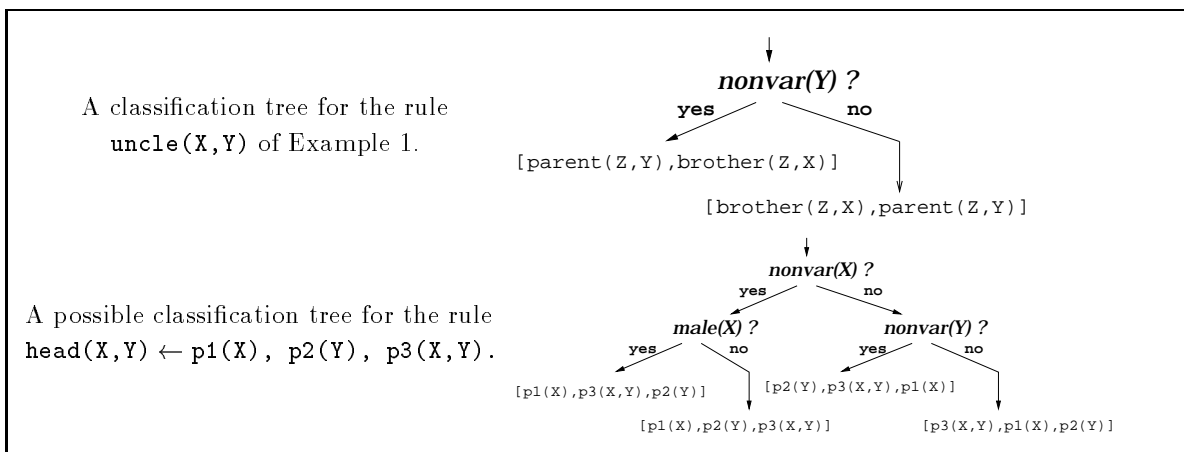 A classification tree for the rule
uncle(X,Y) of Example 1.
nonvar(Y) ?
yes no
[parent(Z,Y),brother(Z,X)]
[brother(Z,X),parent(Z,Y)]
A possible classification tree for the rule
head(X,Y) ← p1(X), p2(Y), p3(X,Y).
nonvar(X) ?
yes no
male(X) ? nonvar(Y) ?
yes no yes no
[p1(X),p3(X,Y),p2(Y)] [p2(Y),p3(X,Y),p1(X)]
[p1(X),p2(Y),p3(X,Y)] [p3(X,Y),p1(X),p2(Y)]